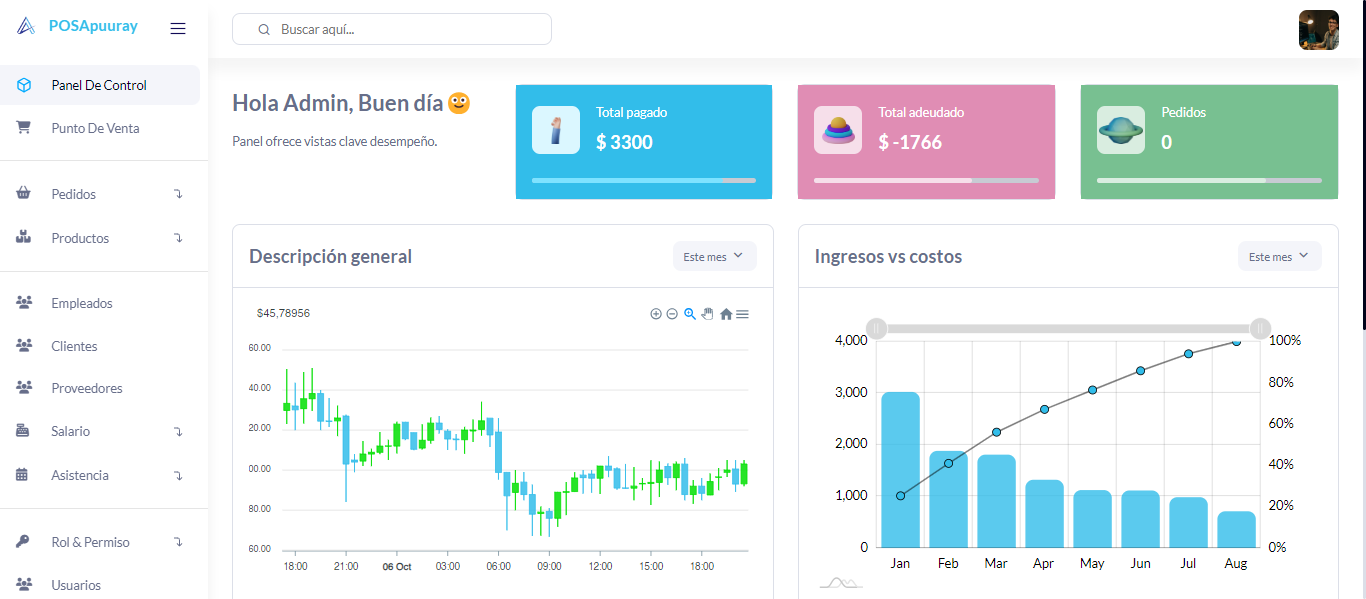 POSApuuray
Buscar aquí...
Panel De Control
Punto De Venta
Pedidos
Productos
Empleados
Clientes
Proveedores
Salario
Asistencia
Rol & Permiso
Usuarios
Hola Admin, Buen día
Panel ofrece vistas clave desempeño.
Total pagado
$ 3300
Total adeudado
$ -1766
Pedidos
0
Descripción general
Este mes
$45,78956
60.00
40.00
20.00
00.00
80.00
60.00
18:00 21:00 06 Oct 03:00 06:00 09:00 12:00 15:00 18:00
Ingresos vs costos
Este mes
4,000
3,000
2,000
1,000
0
100%
80%
60%
40%
20%
0%
Jan Feb Mar Apr May Jun Jul Aug